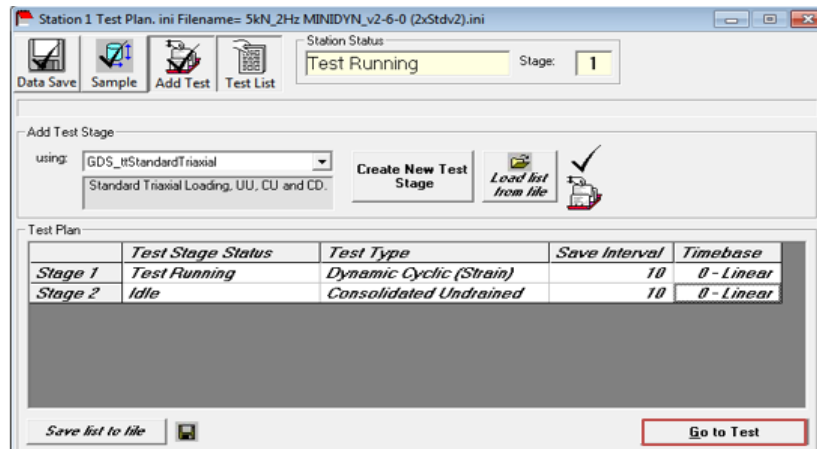 Station 1 Test Plan. ini Filename= 5kN_2Hz MINIDYN_v2-6-0 (2xStdv2).ini
Data Save Sample Add Test Test List
Station Status
Test Running Stage: 1
Add Test Stage
using: GDS_ttStandardTriaxial
Standard Triaxial Loading, UU, CU and CD.
Create New Test
Stage
Load list
from file
Test Plan
Test Stage Status Test Type Save Interval Timebase
Stage 1 Test Running Dynamic Cyclic (Strain) 10 0 - Linear
Stage 2 Idle Consolidated Undrained 10 0 - Linear
Save list to file
Go to Test